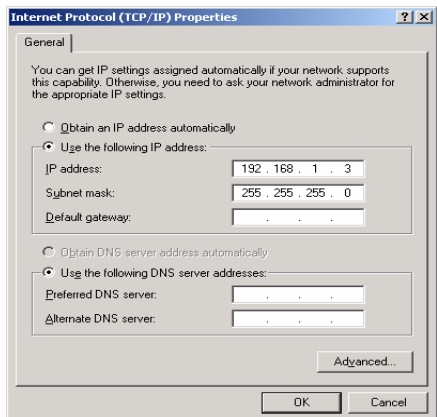 Internet Protocol (TCP/IP) Properties
General
You can get IP settings assigned automatically if your network supports
this capability. Otherwise, you need to ask your network administrator for
the appropriate IP settings.
Obtain an IP address automatically
Use the following IP address:
IP address: 192 . 168 . 1 . 3
Subnet mask: 255 . 255 . 255 . 0
Default gateway: . . .
Obtain DNS server address automatically
Use the following DNS server addresses:
Preferred DNS server: . . .
Alternate DNS server: . . .
Advanced...
OK Cancel